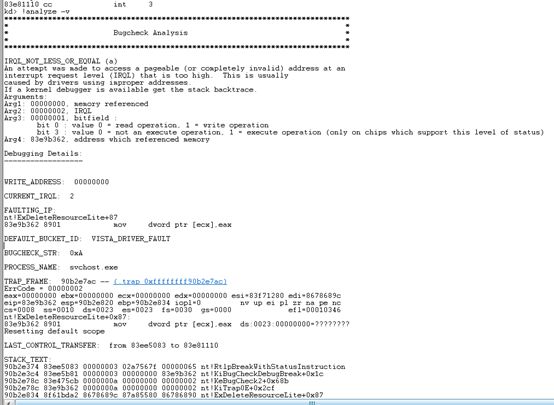 83e81110 cc int 3
kd> !analyze -v
*******************************************************************************
* *
* Bugcheck Analysis *
* *
*******************************************************************************
IRQL_NOT_LESS_OR_EQUAL (a)
An attempt was made to access a pageable (or completely invalid) address at an
interrupt request level (IRQL) that is too high. This is usually
caused by drivers using improper addresses.
If a kernel debugger is available get the stack backtrace.
Arguments:
Arg1: 00000000, memory referenced
Arg2: 00000002, IRQL
Arg3: 00000001, bitfield :
bit 0 : value 0 = read operation, 1 = write operation
bit 3 : value 0 = not an execute operation, 1 = execute operation (only on chips which support this level of status)
Arg4: 83e9b362, address which referenced memory
Debugging Details:
------------------
WRITE_ADDRESS: 00000000
CURRENT_IRQL: 2
FAULTING_IP:
nt!ExDeleteResourceLite+87
83e9b362 8901 mov dword ptr [ecx],eax
DEFAULT_BUCKET_ID: VISTA_DRIVER_FAULT
BUGCHECK_STR: 0xA
PROCESS_NAME: svchost.exe
TRAP_FRAME: 90b2e7ac -- (.trap 0xffffffff90b2e7ac)
ErrCode = 00000002
eax=00000000 ebx=00000000 ecx=00000000 edx=00000000 esi=83f71280 edi=8678689c
eip=83e9b362 esp=90b2e820 ebp=90b2e834 iopl=0 nv up ei pl zr na pe nc
cs=0008 ss=0010 ds=0023 es=0023 fs=0030 gs=0000 efl=00010346
nt!ExDeleteResourceLite+0x87:
83e9b362 8901 mov dword ptr [ecx],eax ds:0023:00000000=????????
Resetting default scope
LAST_CONTROL_TRANSFER: from 83ee5083 to 83e81110
STACK_TEXT:
90b2e374 83ee5083 00000003 02a7567f 00000065 nt!RtlpBreakWithStatusInstruction
90b2e3c4 83ee5b81 00000003 00000000 83e9b362 nt!KiBugCheckDebugBreak+0x1c
90b2e78c 83e475cb 0000000a 00000000 00000002 nt!KeBugCheck2+0x68b
90b2e78c 83e9b362 0000000a 00000000 00000002 nt!KiTrap0E+0x2cf
90b2e834 8f61bda2 8678689c 87a85580 86786890 nt!ExDeleteResourceLite+0x87